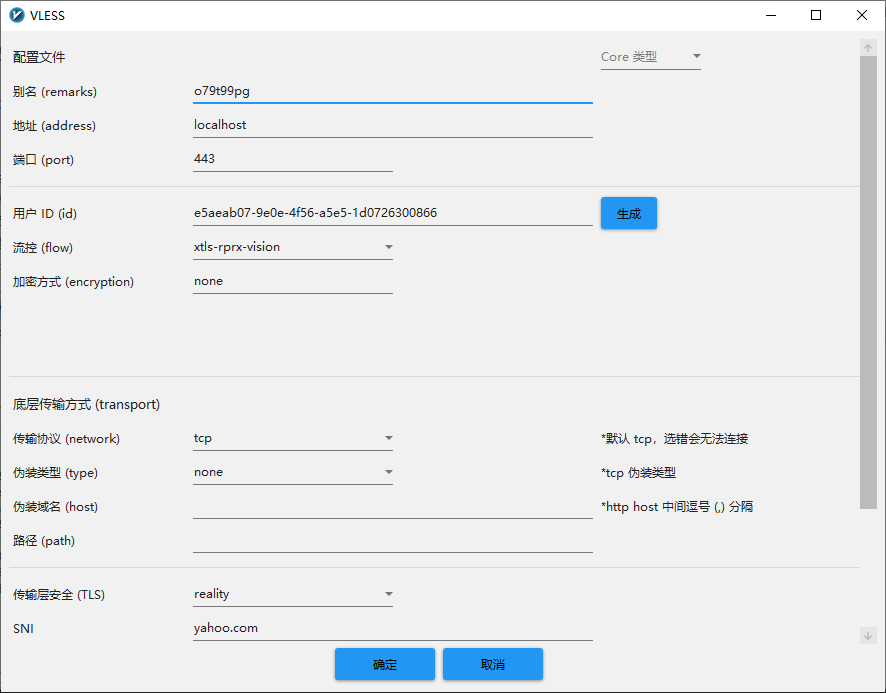 VLESS
配置文件 Core 类型
别名 (remarks) o79t99pg
地址 (address) localhost
端口 (port) 443
用户 ID (id) e5aeab07-9e0e-4f56-a5e5-1d0726300866 生成
流控 (flow) xtls-rprx-vision
加密方式 (encryption) none
底层传输方式 (transport)
传输协议 (network) tcp *默认 tcp，选错会无法连接
伪装类型 (type) none *tcp 伪装类型
伪装域名 (host) *http host 中间逗号 (,) 分隔
路径 (path)
传输层安全 (TLS) reality
SNI yahoo.com
确定 取消